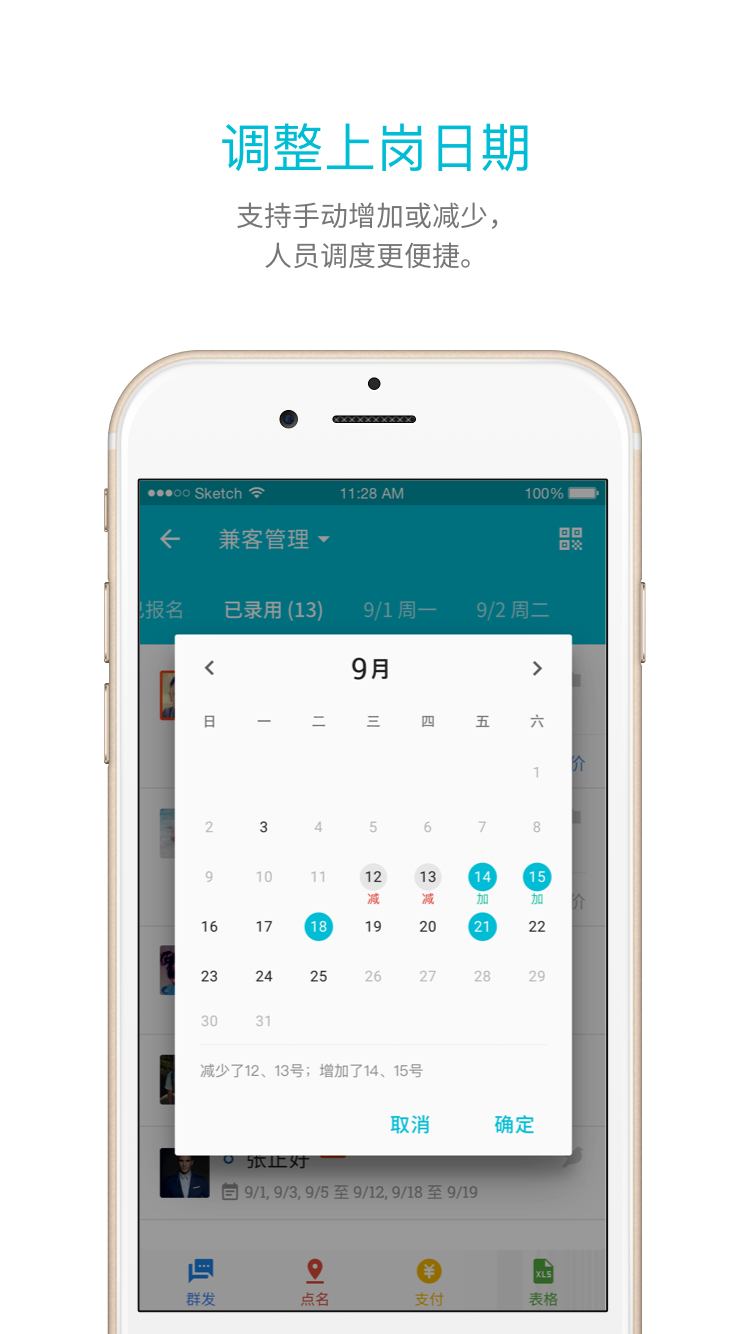 调整上岗日期
支持手动增加或减少，
人员调度更便捷。
Sketch 11:28 AM 100%
兼客管理
已报名 已录用 (13) 9/1 周一 9/2 周二
9月
日 一 二 三 四 五 六
1
2 3 4 5 6 7 8
9 10 11 12 13 14 15
减 减 加 加
16 17 18 19 20 21 22
23 24 25 26 27 28 29
30 31
减少了12、13号；增加了14、15号
取消 确定
价
价
张正好
9/1, 9/3, 9/5 至 9/12, 9/18 至 9/19
XLS
群发 点名 支付 表格